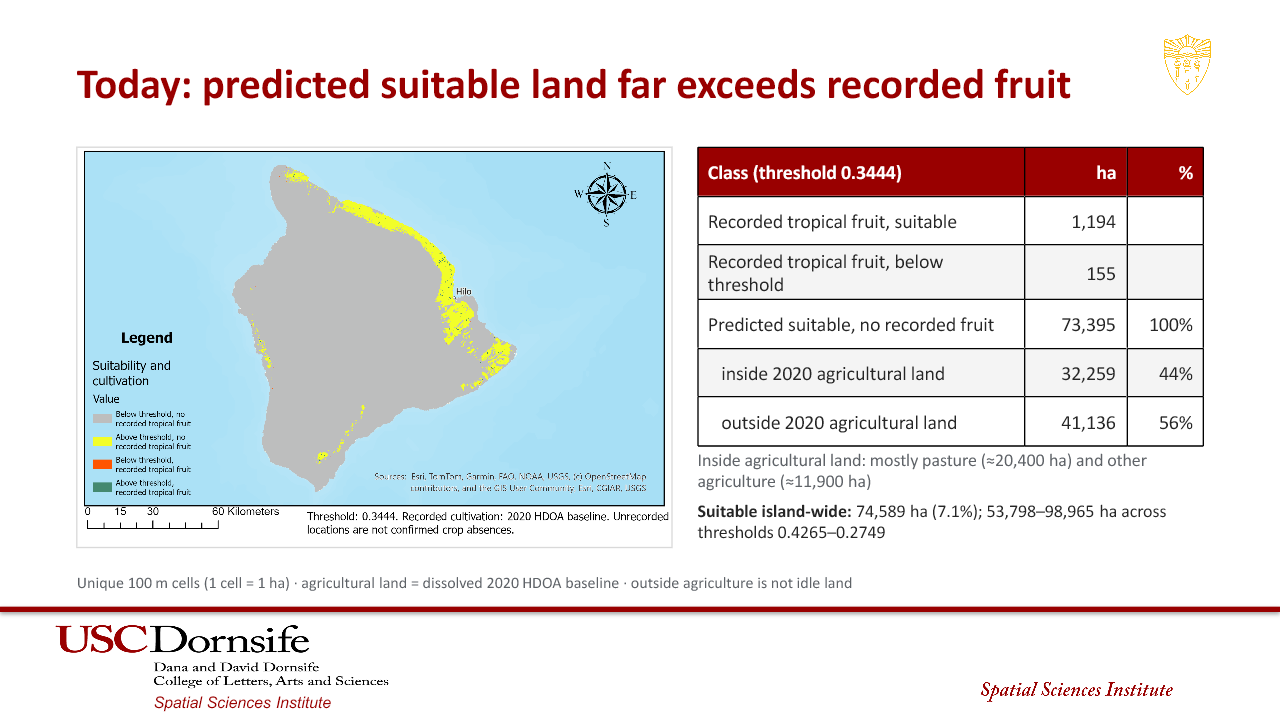 Today: predicted suitable land far exceeds recorded fruit
N
W
E
S
Hilo
Legend
Suitability and
cultivation
Value
Below threshold, no
recorded tropical fruit
Above threshold, no
recorded tropical fruit
Below threshold,
recorded tropical fruit
Above threshold,
recorded tropical fruit
Sources: Esri, TomTom, Garmin, FAO, NOAA, USGS, (c) OpenStreetMap
contributors, and the GIS User Community, Esri, CGIAR, USGS
0 15 30 60 Kilometers
Threshold: 0.3444. Recorded cultivation: 2020 HDOA baseline. Unrecorded
locations are not confirmed crop absences.
Class (threshold 0.3444) ha %
Recorded tropical fruit, suitable 1,194
Recorded tropical fruit, below
threshold 155
Predicted suitable, no recorded fruit 73,395 100%
inside 2020 agricultural land 32,259 44%
outside 2020 agricultural land 41,136 56%
Inside agricultural land: mostly pasture (≈20,400 ha) and other
agriculture (≈11,900 ha)
Suitable island-wide: 74,589 ha (7.1%); 53,798–98,965 ha across
thresholds 0.4265–0.2749
Unique 100 m cells (1 cell = 1 ha) · agricultural land = dissolved 2020 HDOA baseline · outside agriculture is not idle land
USC Dornsife
Dana and David Dornsife
College of Letters, Arts and Sciences
Spatial Sciences Institute
Spatial Sciences Institute